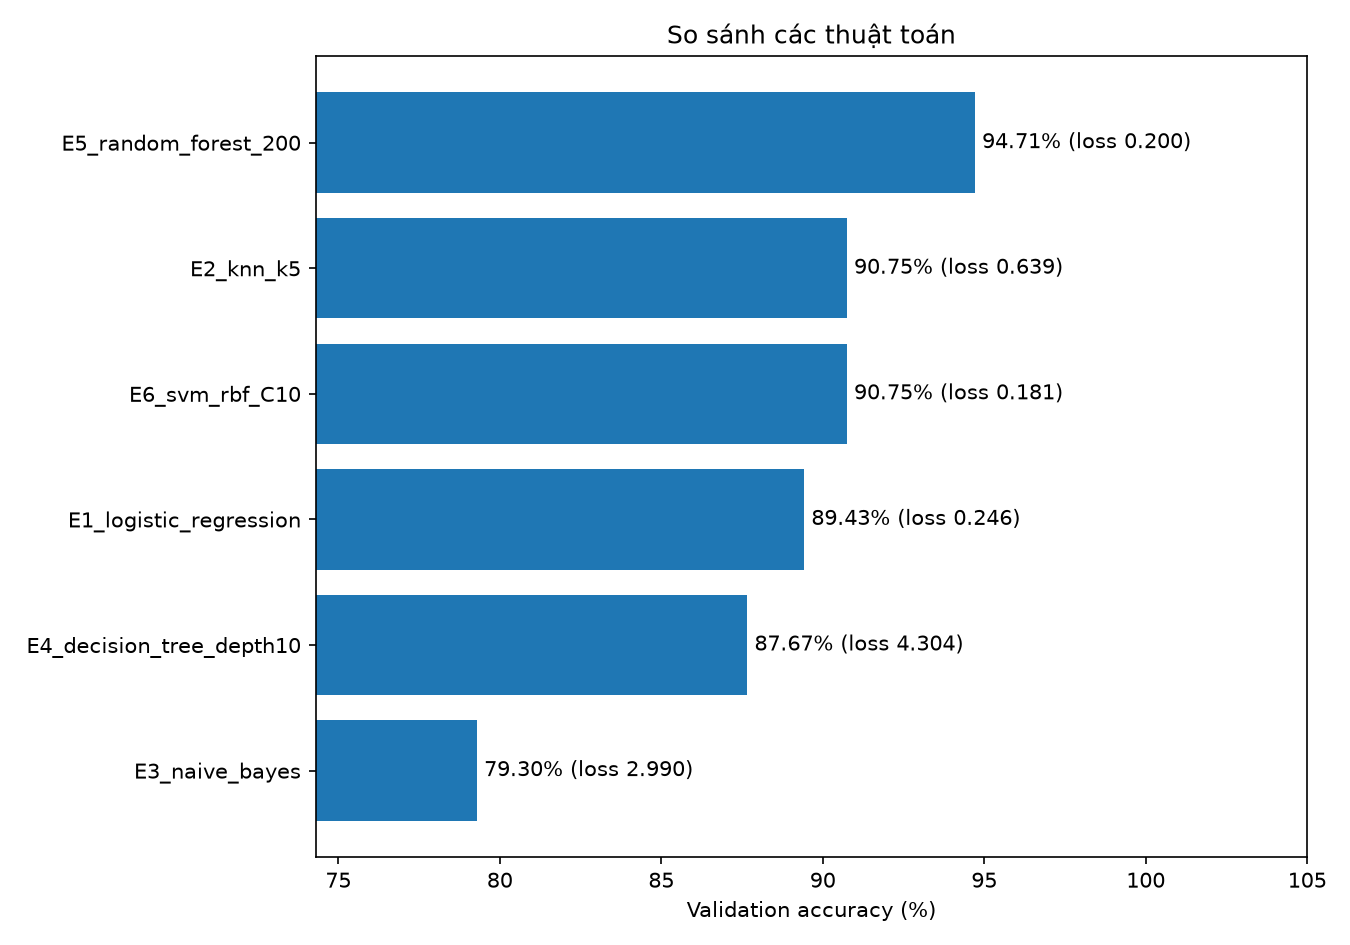 So sánh các thuật toán
E5_random_forest_200
94.71% (loss 0.200)
E2_knn_k5
90.75% (loss 0.639)
E6_svm_rbf_C10
90.75% (loss 0.181)
E1_logistic_regression
89.43% (loss 0.246)
E4_decision_tree_depth10
87.67% (loss 4.304)
E3_naive_bayes
79.30% (loss 2.990)
75 80 85 90 95 100 105
Validation accuracy (%)